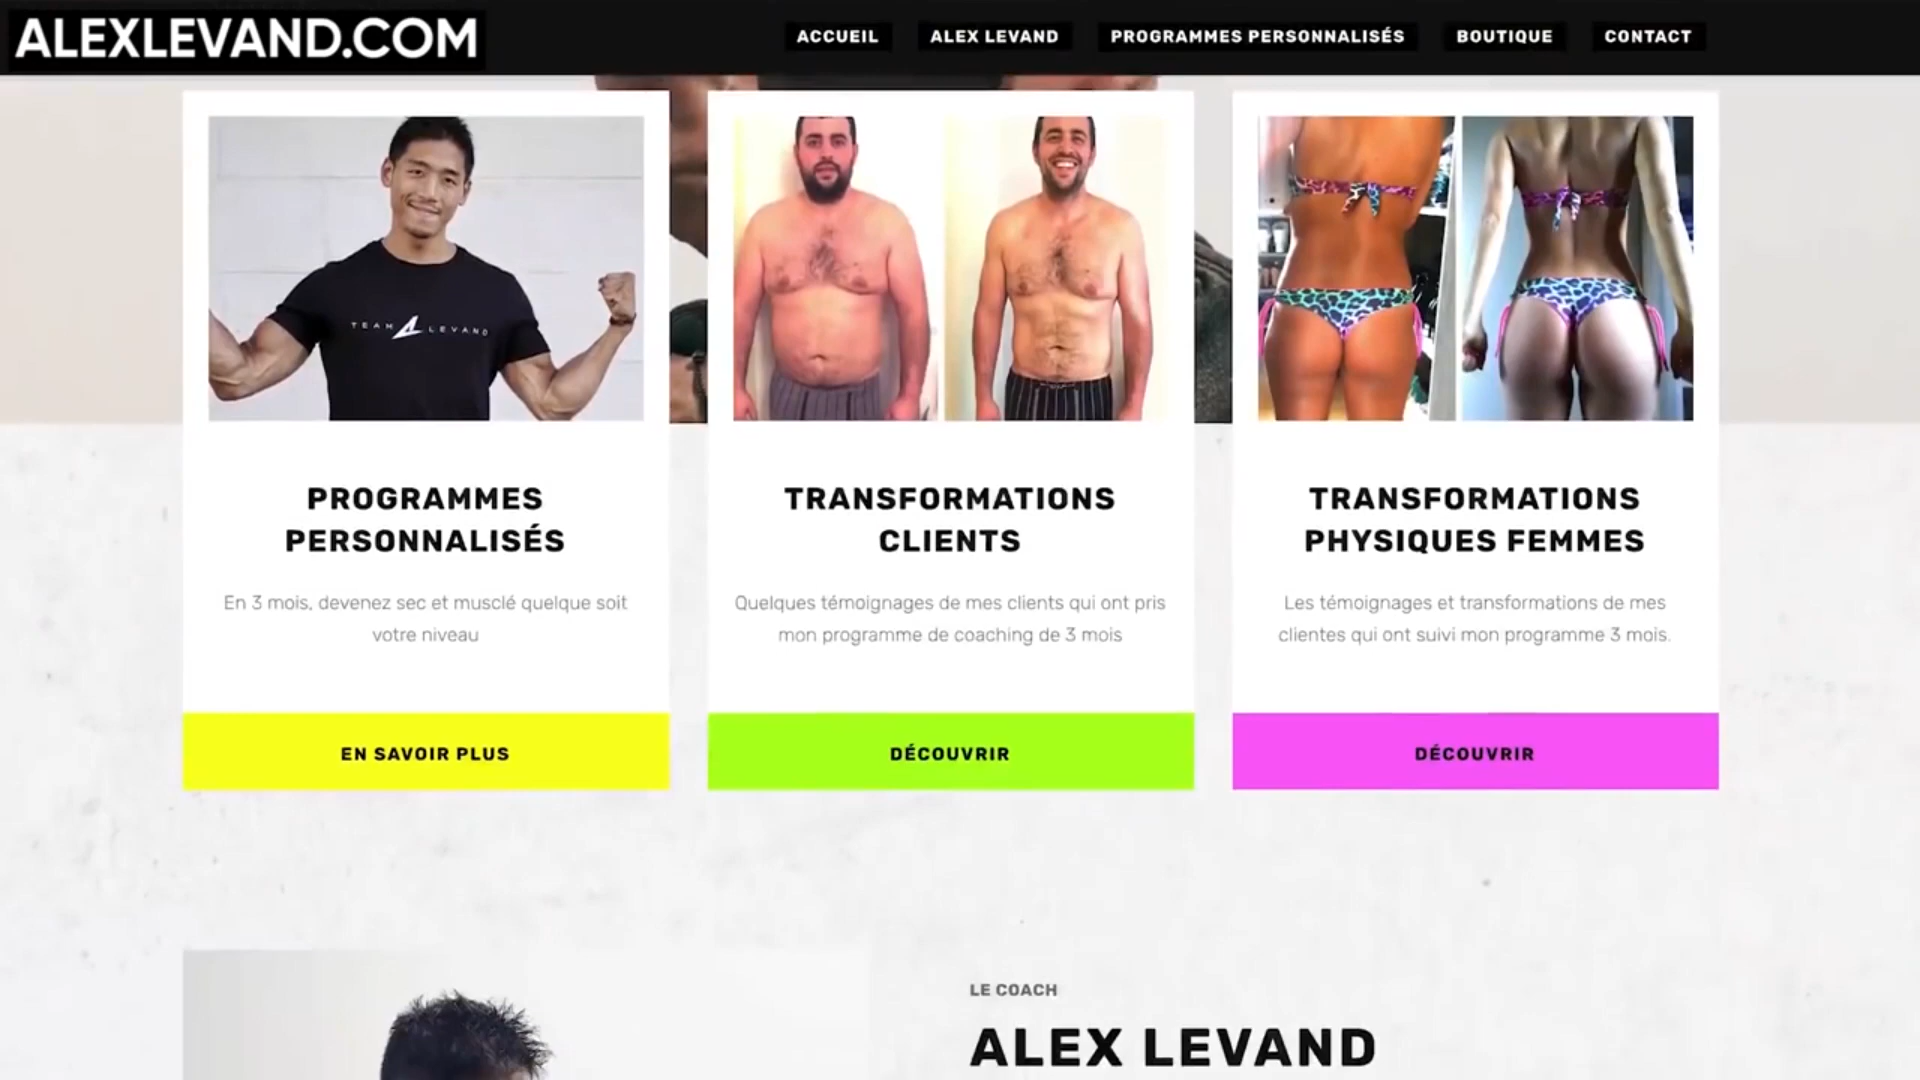 ALEXLEVAND.COM
ACCUEIL
ALEX LEVAND
PROGRAMMES PERSONNALISÉS
BOUTIQUE
CONTACT
TEAM LEVAND
PROGRAMMES
PERSONNALISÉS
En 3 mois, devenez sec et musclé quelque soit
votre niveau
EN SAVOIR PLUS
TRANSFORMATIONS
CLIENTS
Quelques témoignages de mes clients qui ont pris
mon programme de coaching de 3 mois
DÉCOUVRIR
TRANSFORMATIONS
PHYSIQUES FEMMES
Les témoignages et transformations de mes
clientes qui ont suivi mon programme 3 mois.
DÉCOUVRIR
LE COACH
ALEX LEVAND